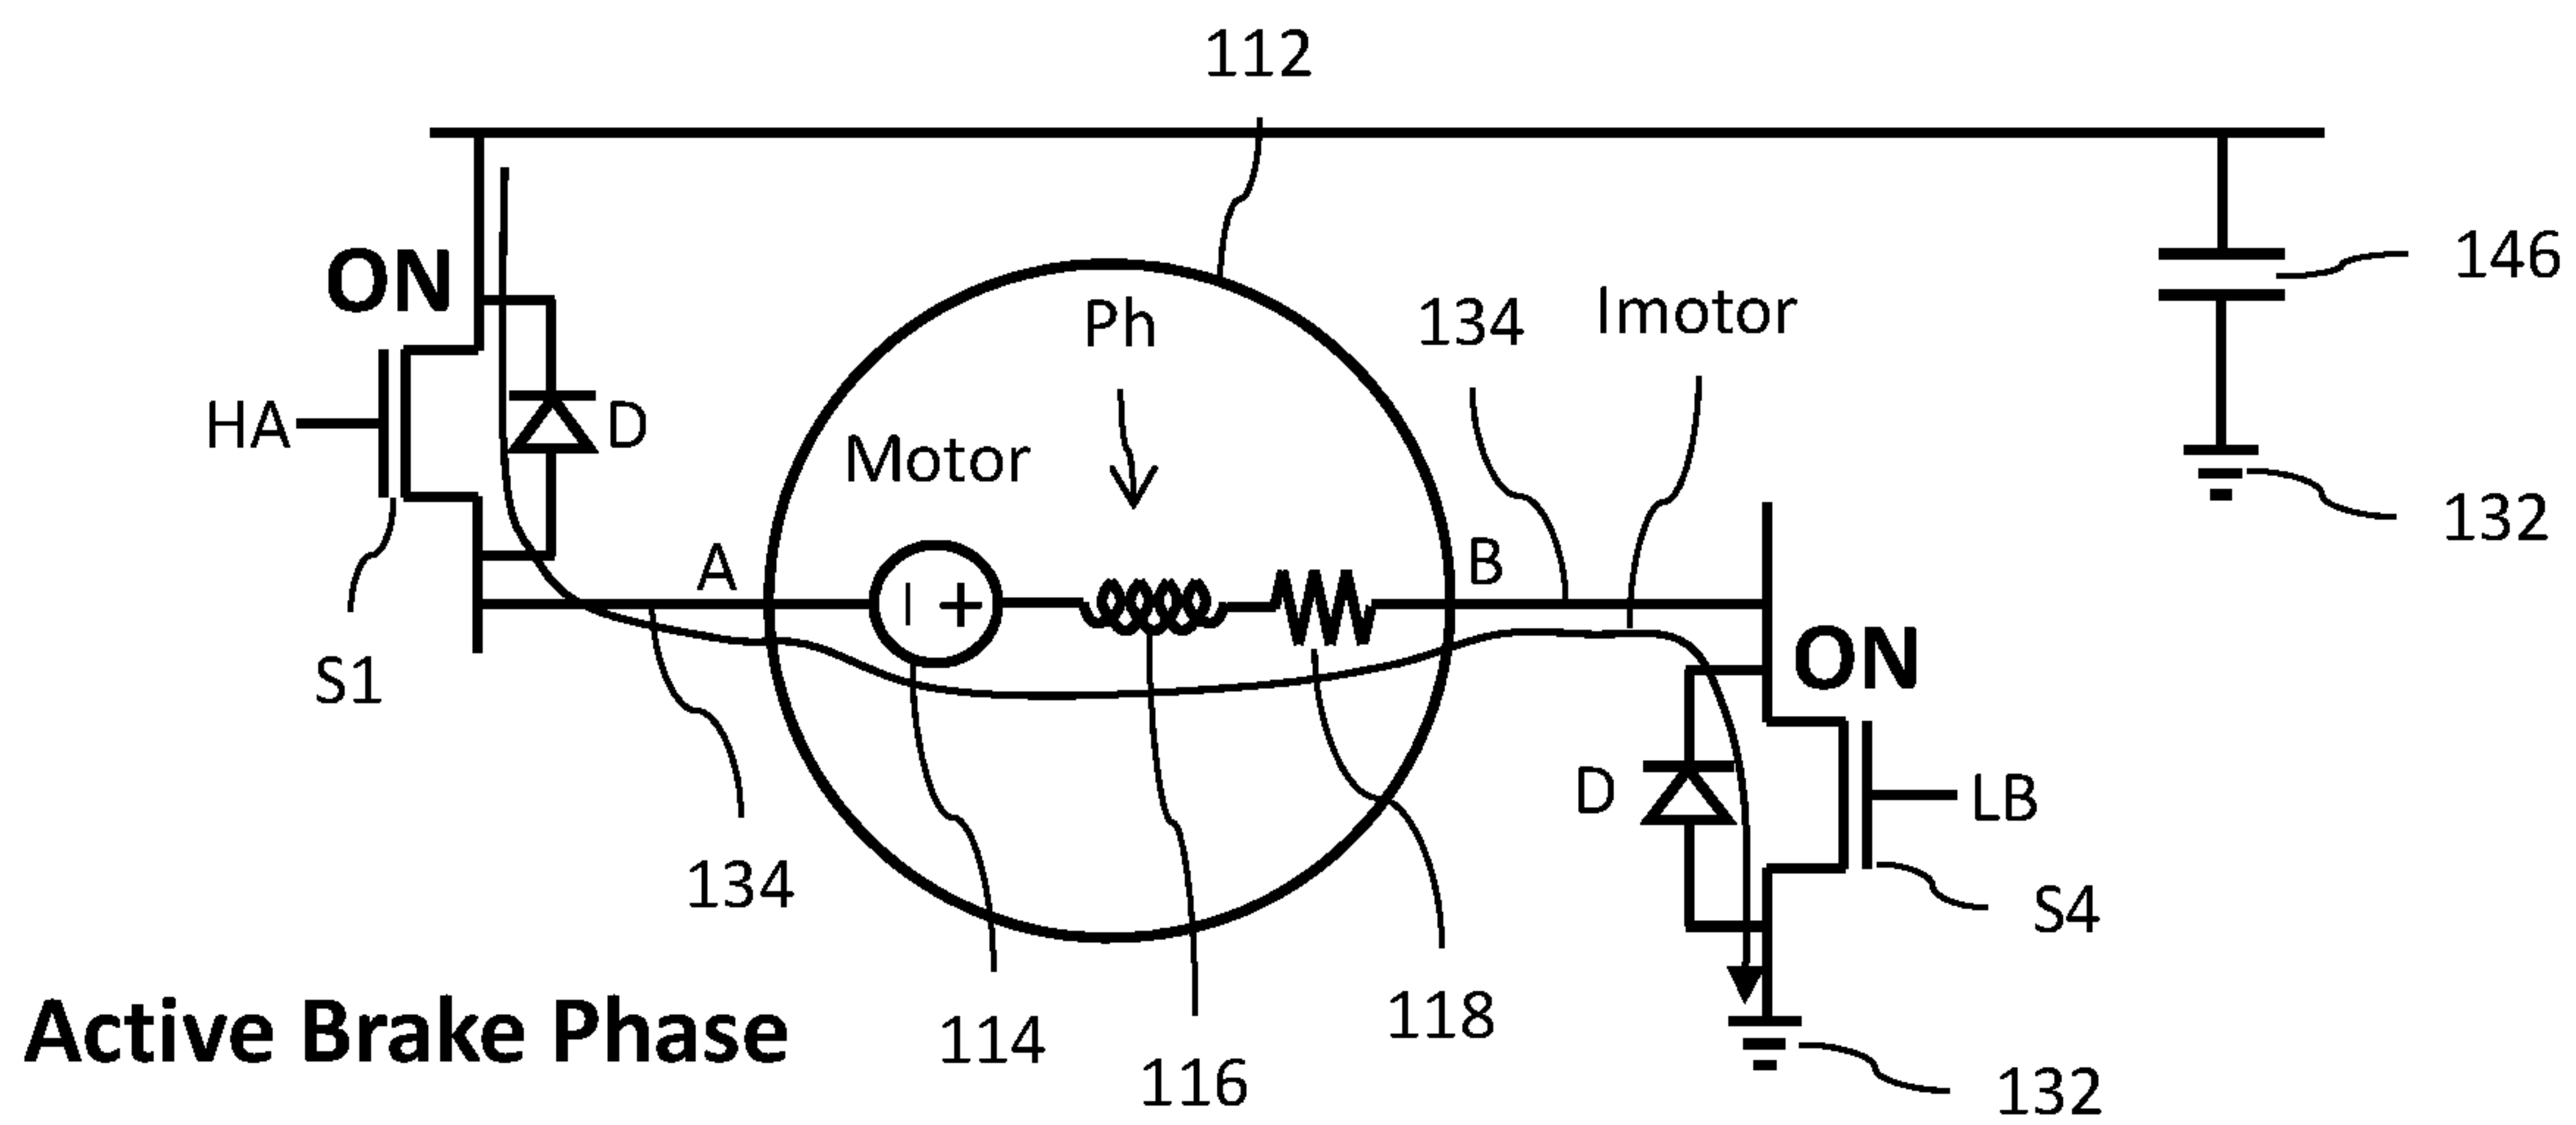 112
ON
146
Ph
134
Imotor
HA
D
Motor
132
A
B
S1
ON
D
LB
134
S4
118
114
Active Brake Phase
116
132